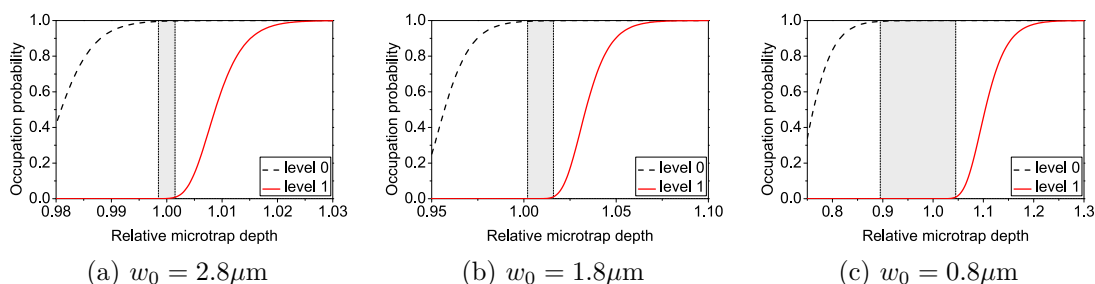 Occupation probability
1.0
0.8
0.6
0.4
0.2
0.0
level 0
level 1
0.98 0.99 1.00 1.01 1.02 1.03
Relative microtrap depth
(a) w₀ = 2.8μm
Occupation probability
1.0
0.8
0.6
0.4
0.2
0.0
level 0
level 1
0.95 1.00 1.05 1.10
Relative microtrap depth
(b) w₀ = 1.8μm
Occupation probability
1.0
0.8
0.6
0.4
0.2
0.0
level 0
level 1
0.8 0.9 1.0 1.1 1.2 1.3
Relative microtrap depth
(c) w₀ = 0.8μm